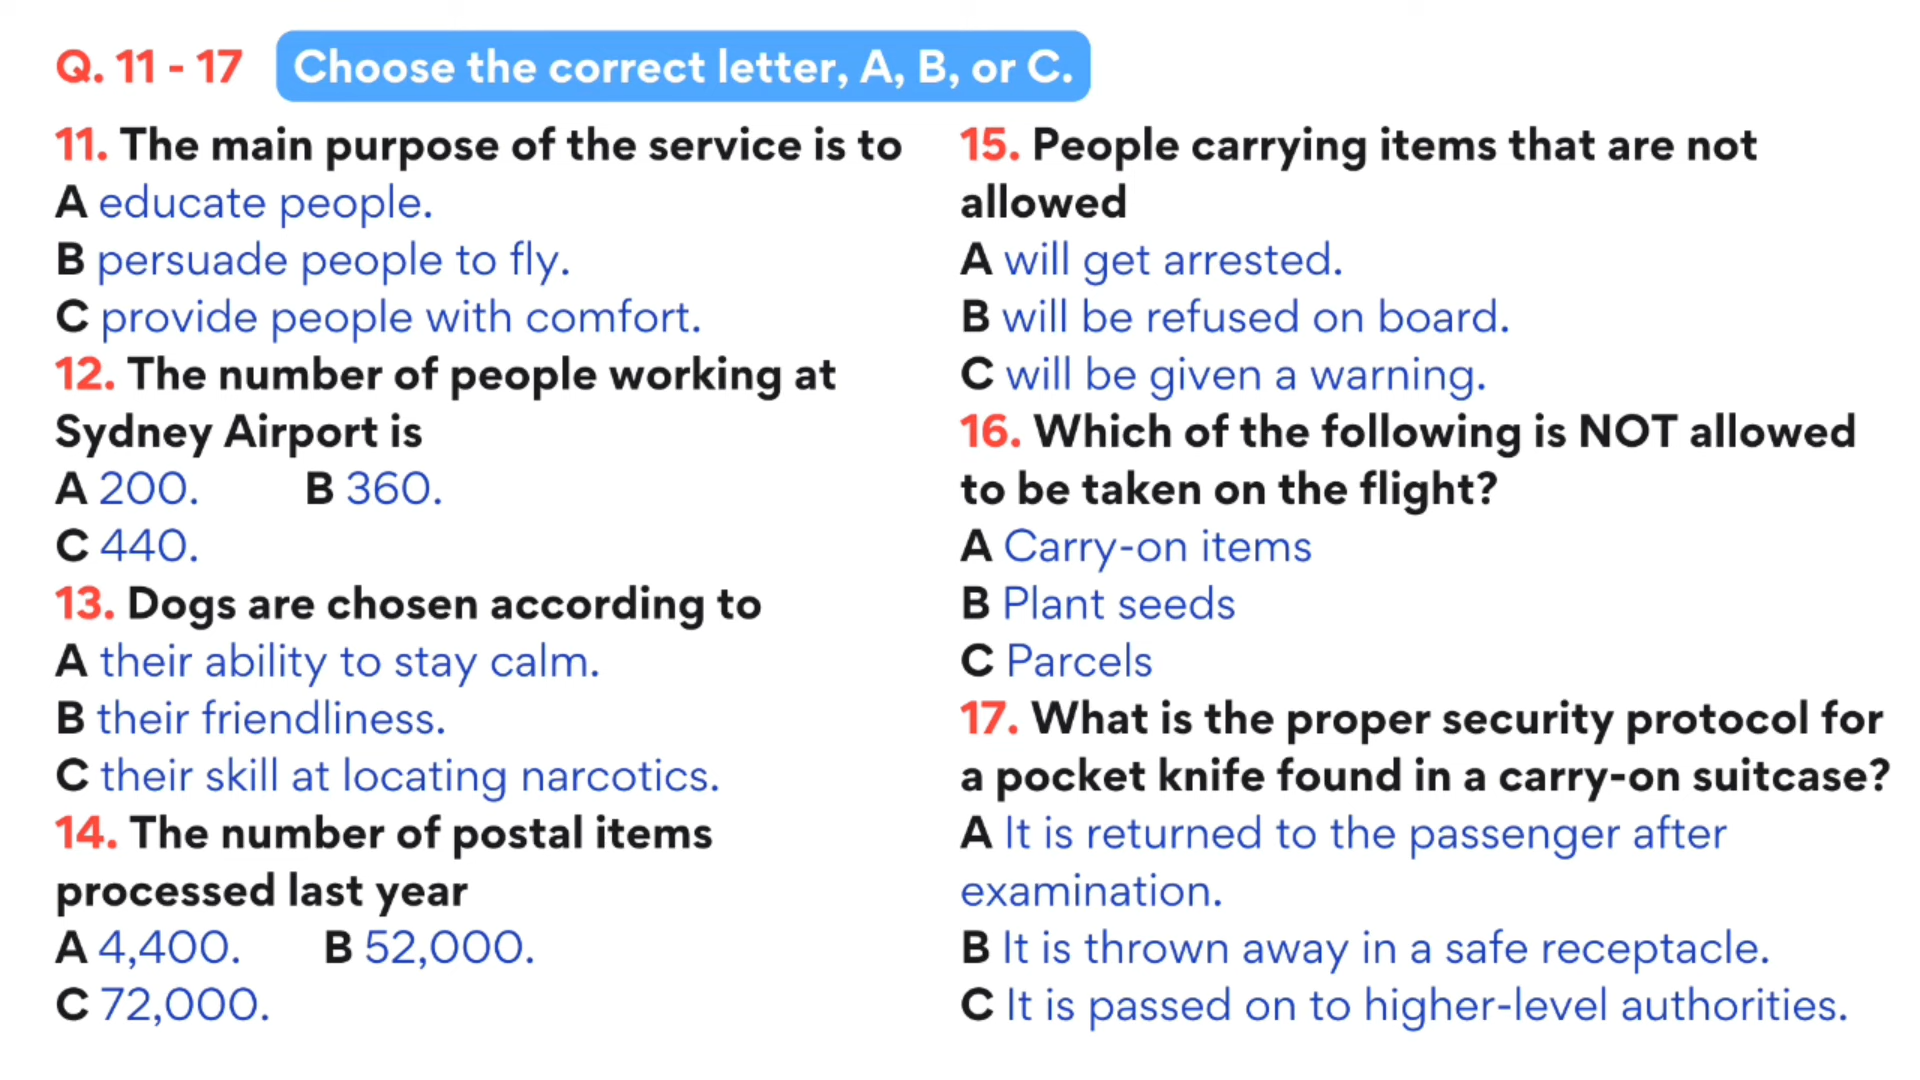 Q. 11 - 17 Choose the correct letter, A, B, or C.
11. The main purpose of the service is to
A educate people.
B persuade people to fly.
C provide people with comfort.
12. The number of people working at
Sydney Airport is
A 200. B 360.
C 440.
13. Dogs are chosen according to
A their ability to stay calm.
B their friendliness.
C their skill at locating narcotics.
14. The number of postal items
processed last year
A 4,400. B 52,000.
C 72,000.
15. People carrying items that are not
allowed
A will get arrested.
B will be refused on board.
C will be given a warning.
16. Which of the following is NOT allowed
to be taken on the flight?
A Carry-on items
B Plant seeds
C Parcels
17. What is the proper security protocol for
a pocket knife found in a carry-on suitcase?
A It is returned to the passenger after
examination.
B It is thrown away in a safe receptacle.
C It is passed on to higher-level authorities.